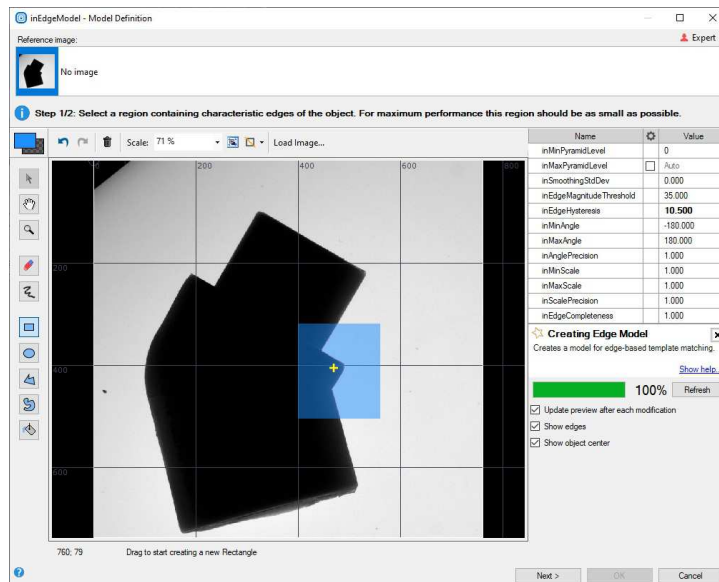 inEdgeModel - Model Definition
Reference image:
Expert
No image
Step 1/2: Select a region containing characteristic edges of the object. For maximum performance this region should be as small as possible.
Scale: 71 %
Load Image...
Name Value
inMinPyramidLevel 0
inMaxPyramidLevel Auto
inSmoothingStdDev 0.000
inEdgeMagnitudeThreshold 35.000
inEdgeHysteresis 10.500
inMinAngle -180.000
inMaxAngle 180.000
inAnglePrecision 1.000
inMinScale 1.000
inMaxScale 1.000
inScalePrecision 1.000
inEdgeCompleteness 1.000
200 400 600 800
200
400
600
Creating Edge Model
Creates a model for edge-based template matching.
Show help...
100% Refresh
Update preview after each modification
Show edges
Show object center
760; 79 Drag to start creating a new Rectangle
Next > OK Cancel